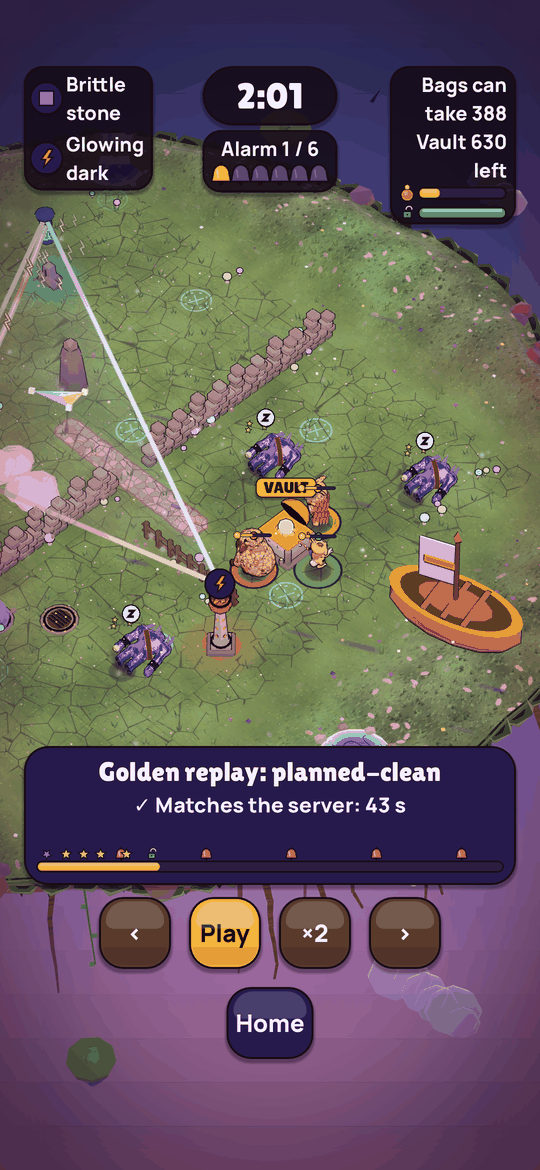 Brittle
stone
Glowing
dark
2:01
Alarm 1 / 6
Bags can
take 388
Vault 630
left
Z
Z
VAULT
Z
Golden replay: planned-clean
✓ Matches the server: 43 s
‹
Play
×2
›
Home